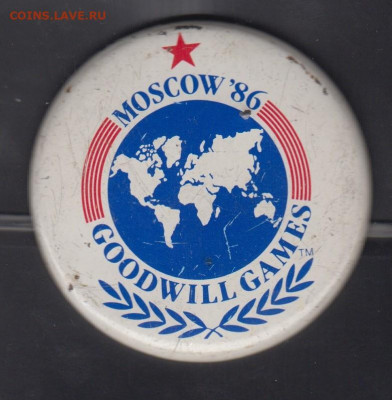 COINS.LAVE.RU
MOSCOW '86
GOODWILL GAMES
TM